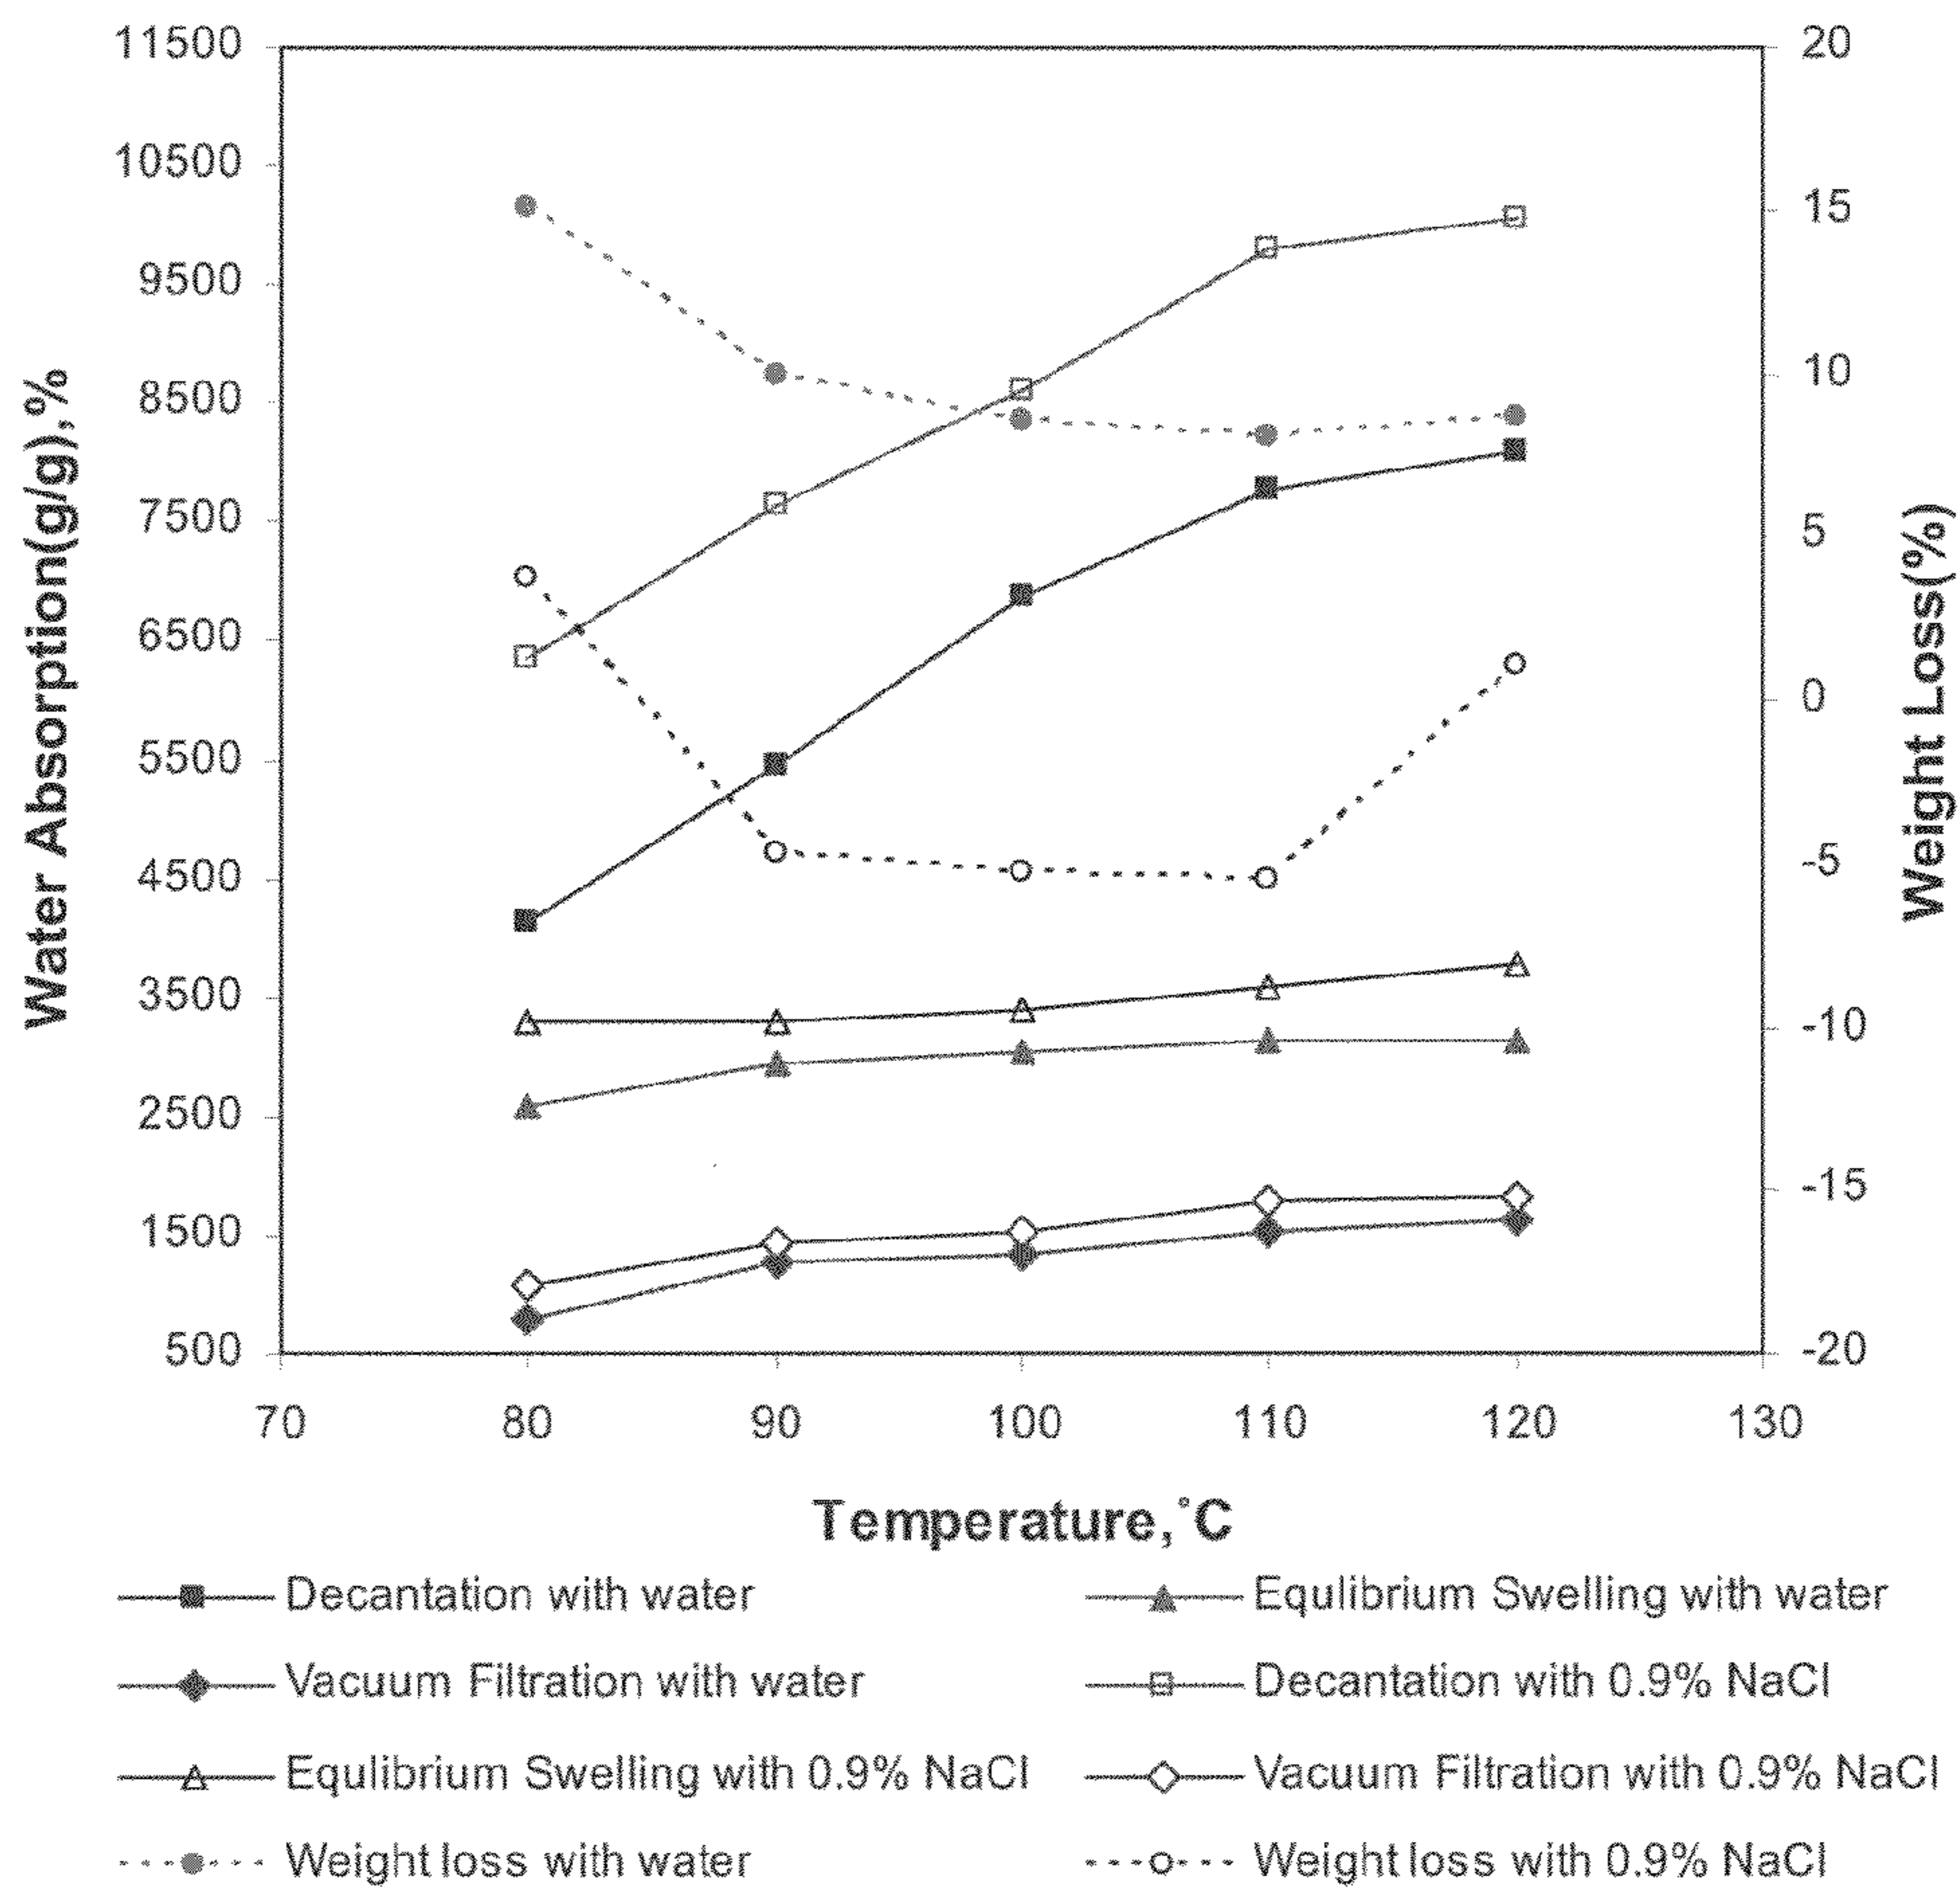 11500
10500
9500
8500
7500
6500
5500
4500
3500
2500
1500
500
Water Absorption(g/g),%
20
15
10
5
0
-5
-10
-15
-20
Weight Loss(%)
70 80 90 100 110 120 130
Temperature,°C
Decantation with water
Equlibrium Swelling with water
Vacuum Filtration with water
Decantation with 0.9% NaCl
Equlibrium Swelling with 0.9% NaCl
Vacuum Filtration with 0.9% NaCl
Weight loss with water
Weight loss with 0.9% NaCl